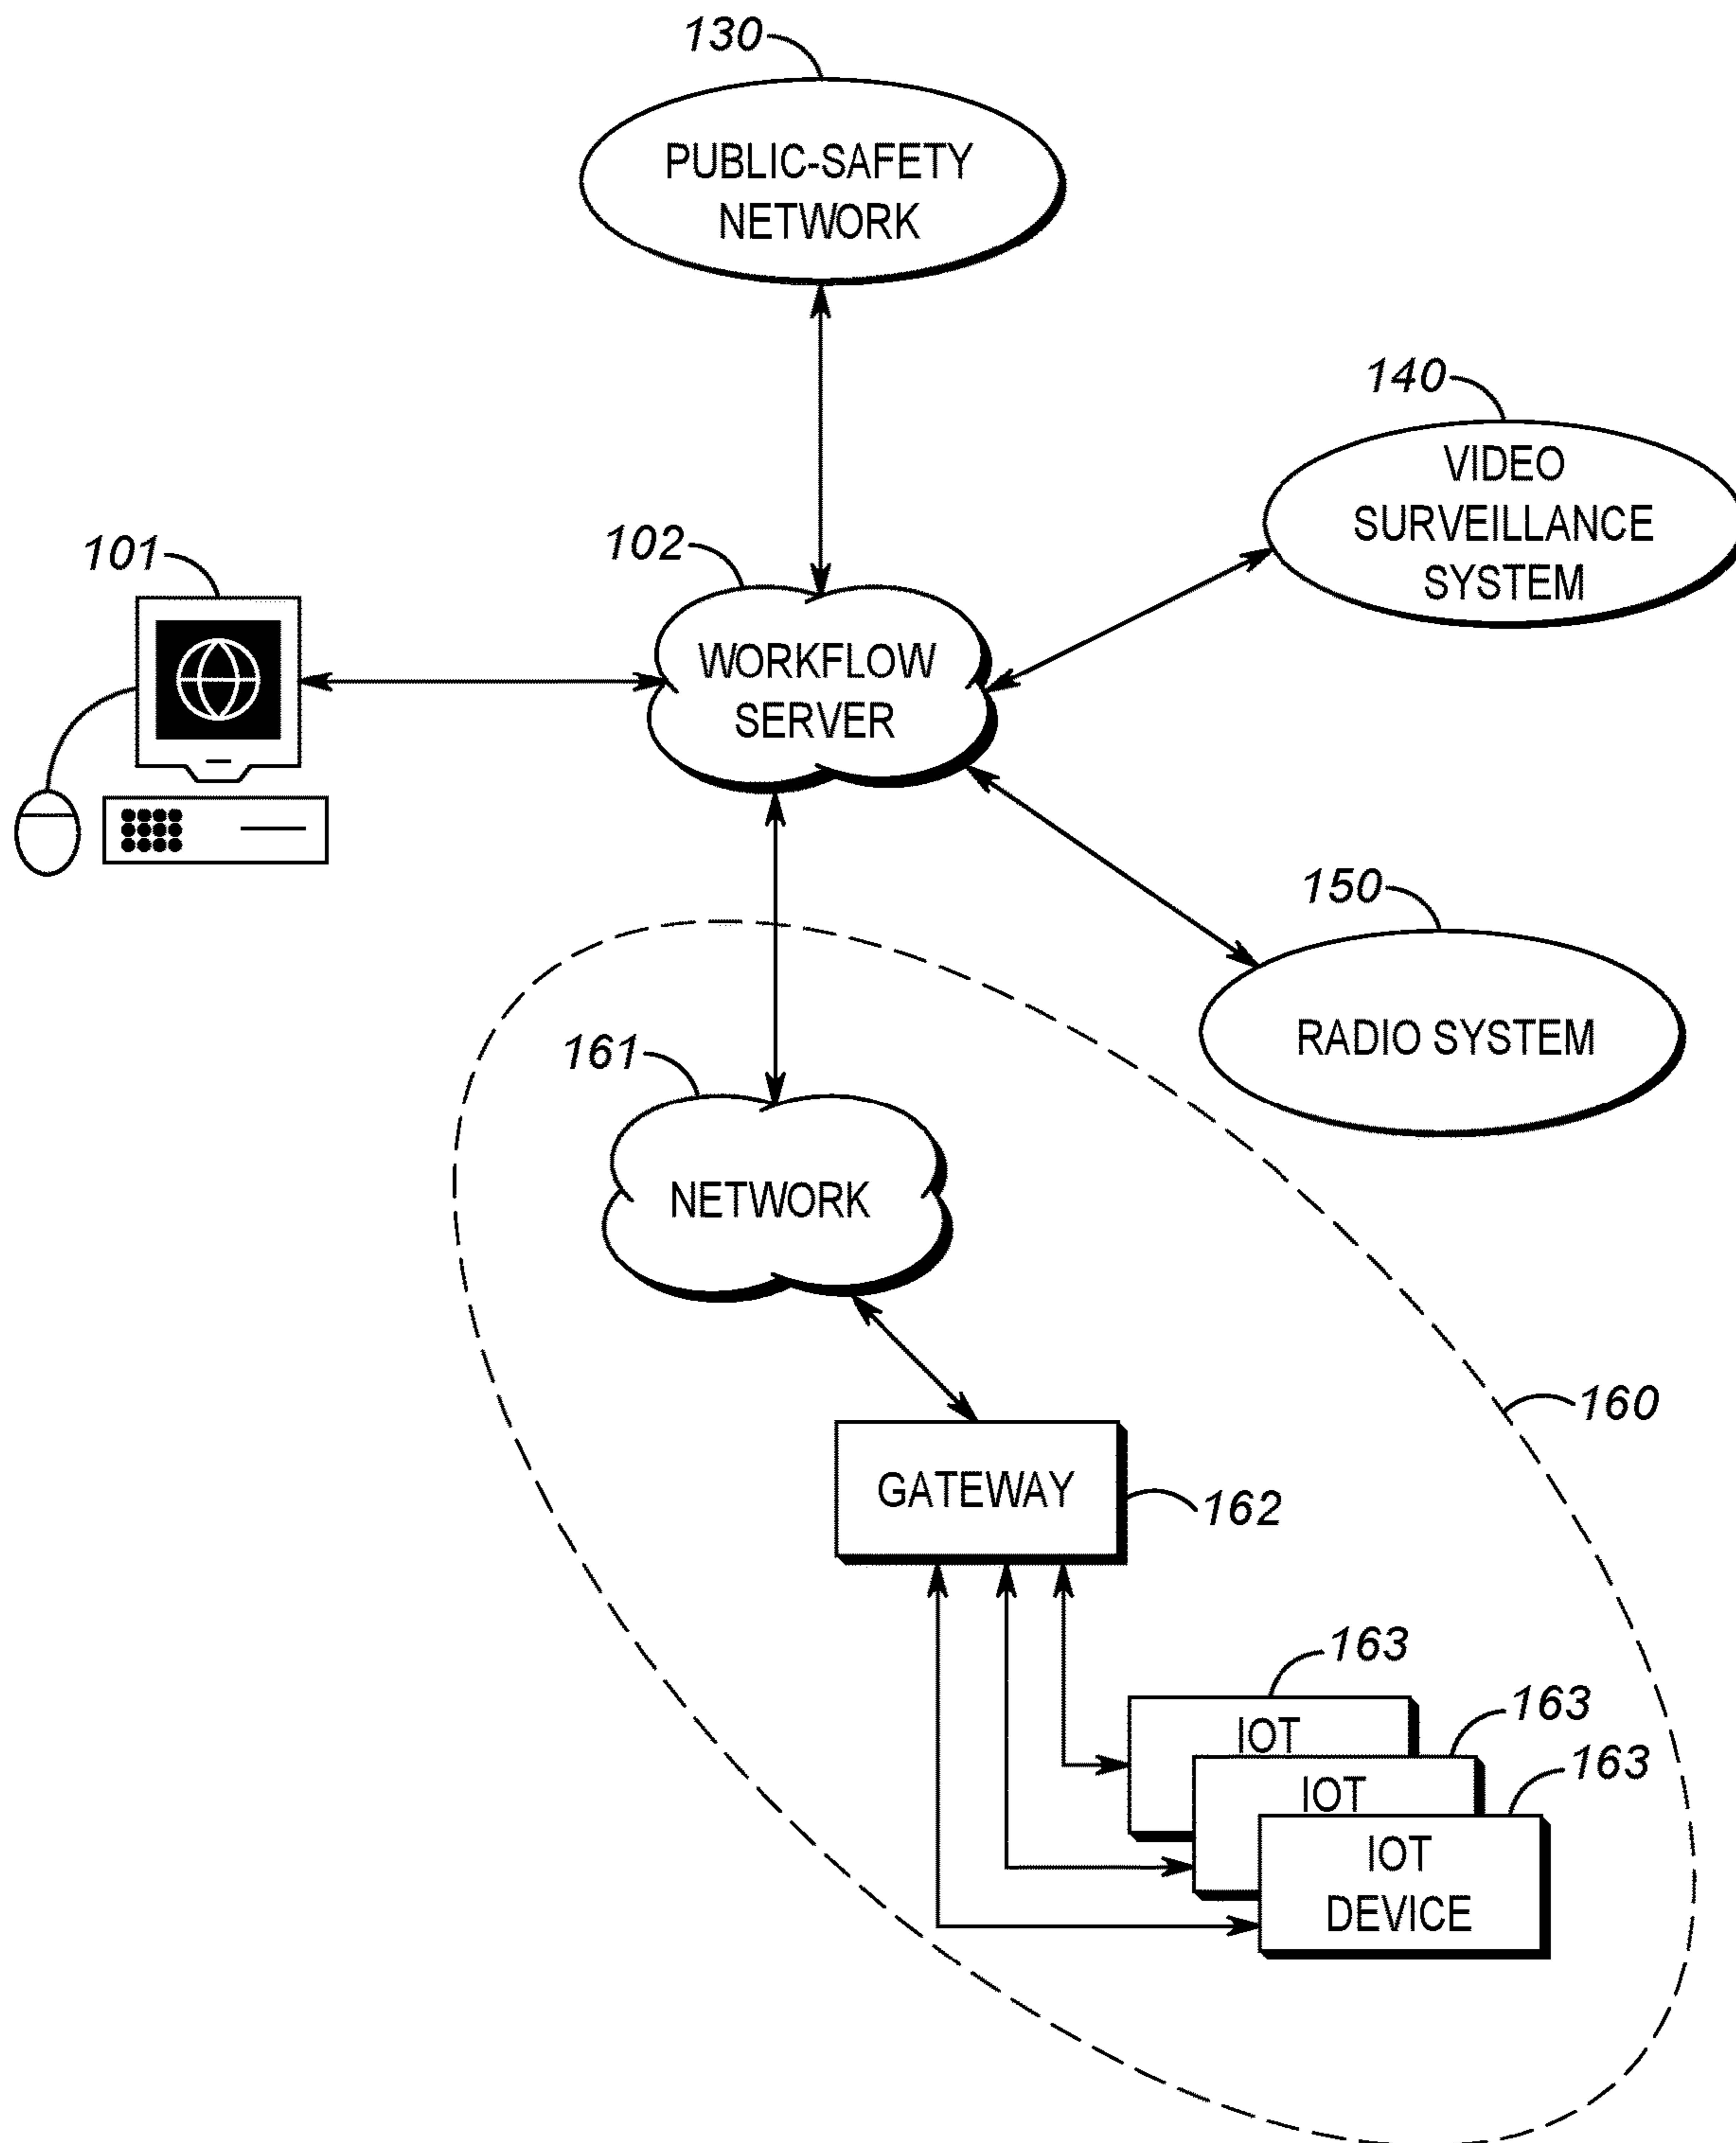 130
PUBLIC-SAFETY
NETWORK
140
VIDEO
SURVEILLANCE
SYSTEM
101
102
WORKFLOW
SERVER
150
RADIO SYSTEM
161
NETWORK
160
GATEWAY
162
163
IOT
163
IOT
163
IOT
DEVICE